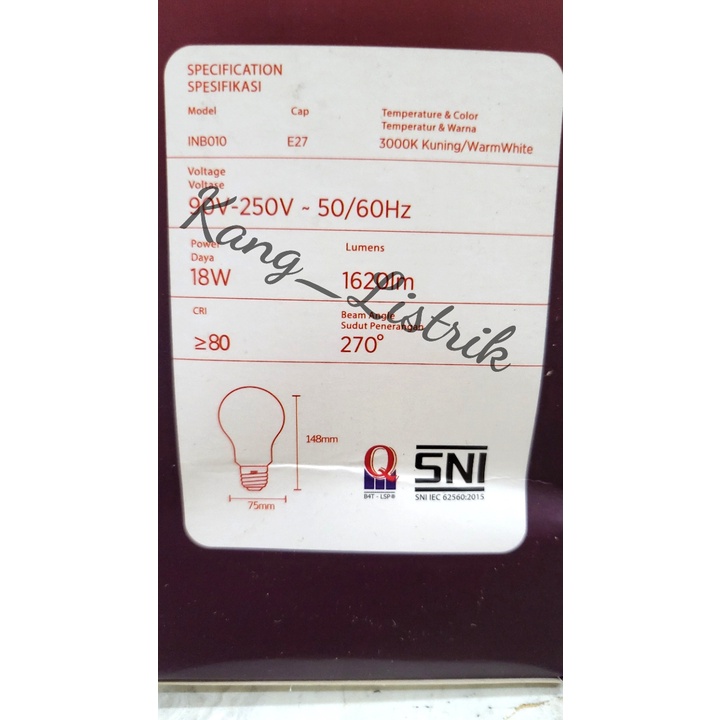 SPECIFICATION
SPESIFIKASI
Model
Cap
Temperature & Color
Temperatur & Warna
INB010
E27
3000K Kuning/WarmWhite
Voltage
Voltase
90V-250V ~ 50/60Hz
Kang_Listrik
Power
Daya
Lumens
18W
1620lm
CRI
Beam Angle
Sudut Penerangan
≥80
270°
148mm
75mm
Q
B4T - LSPR
SNI
SNI IEC 62560:2015